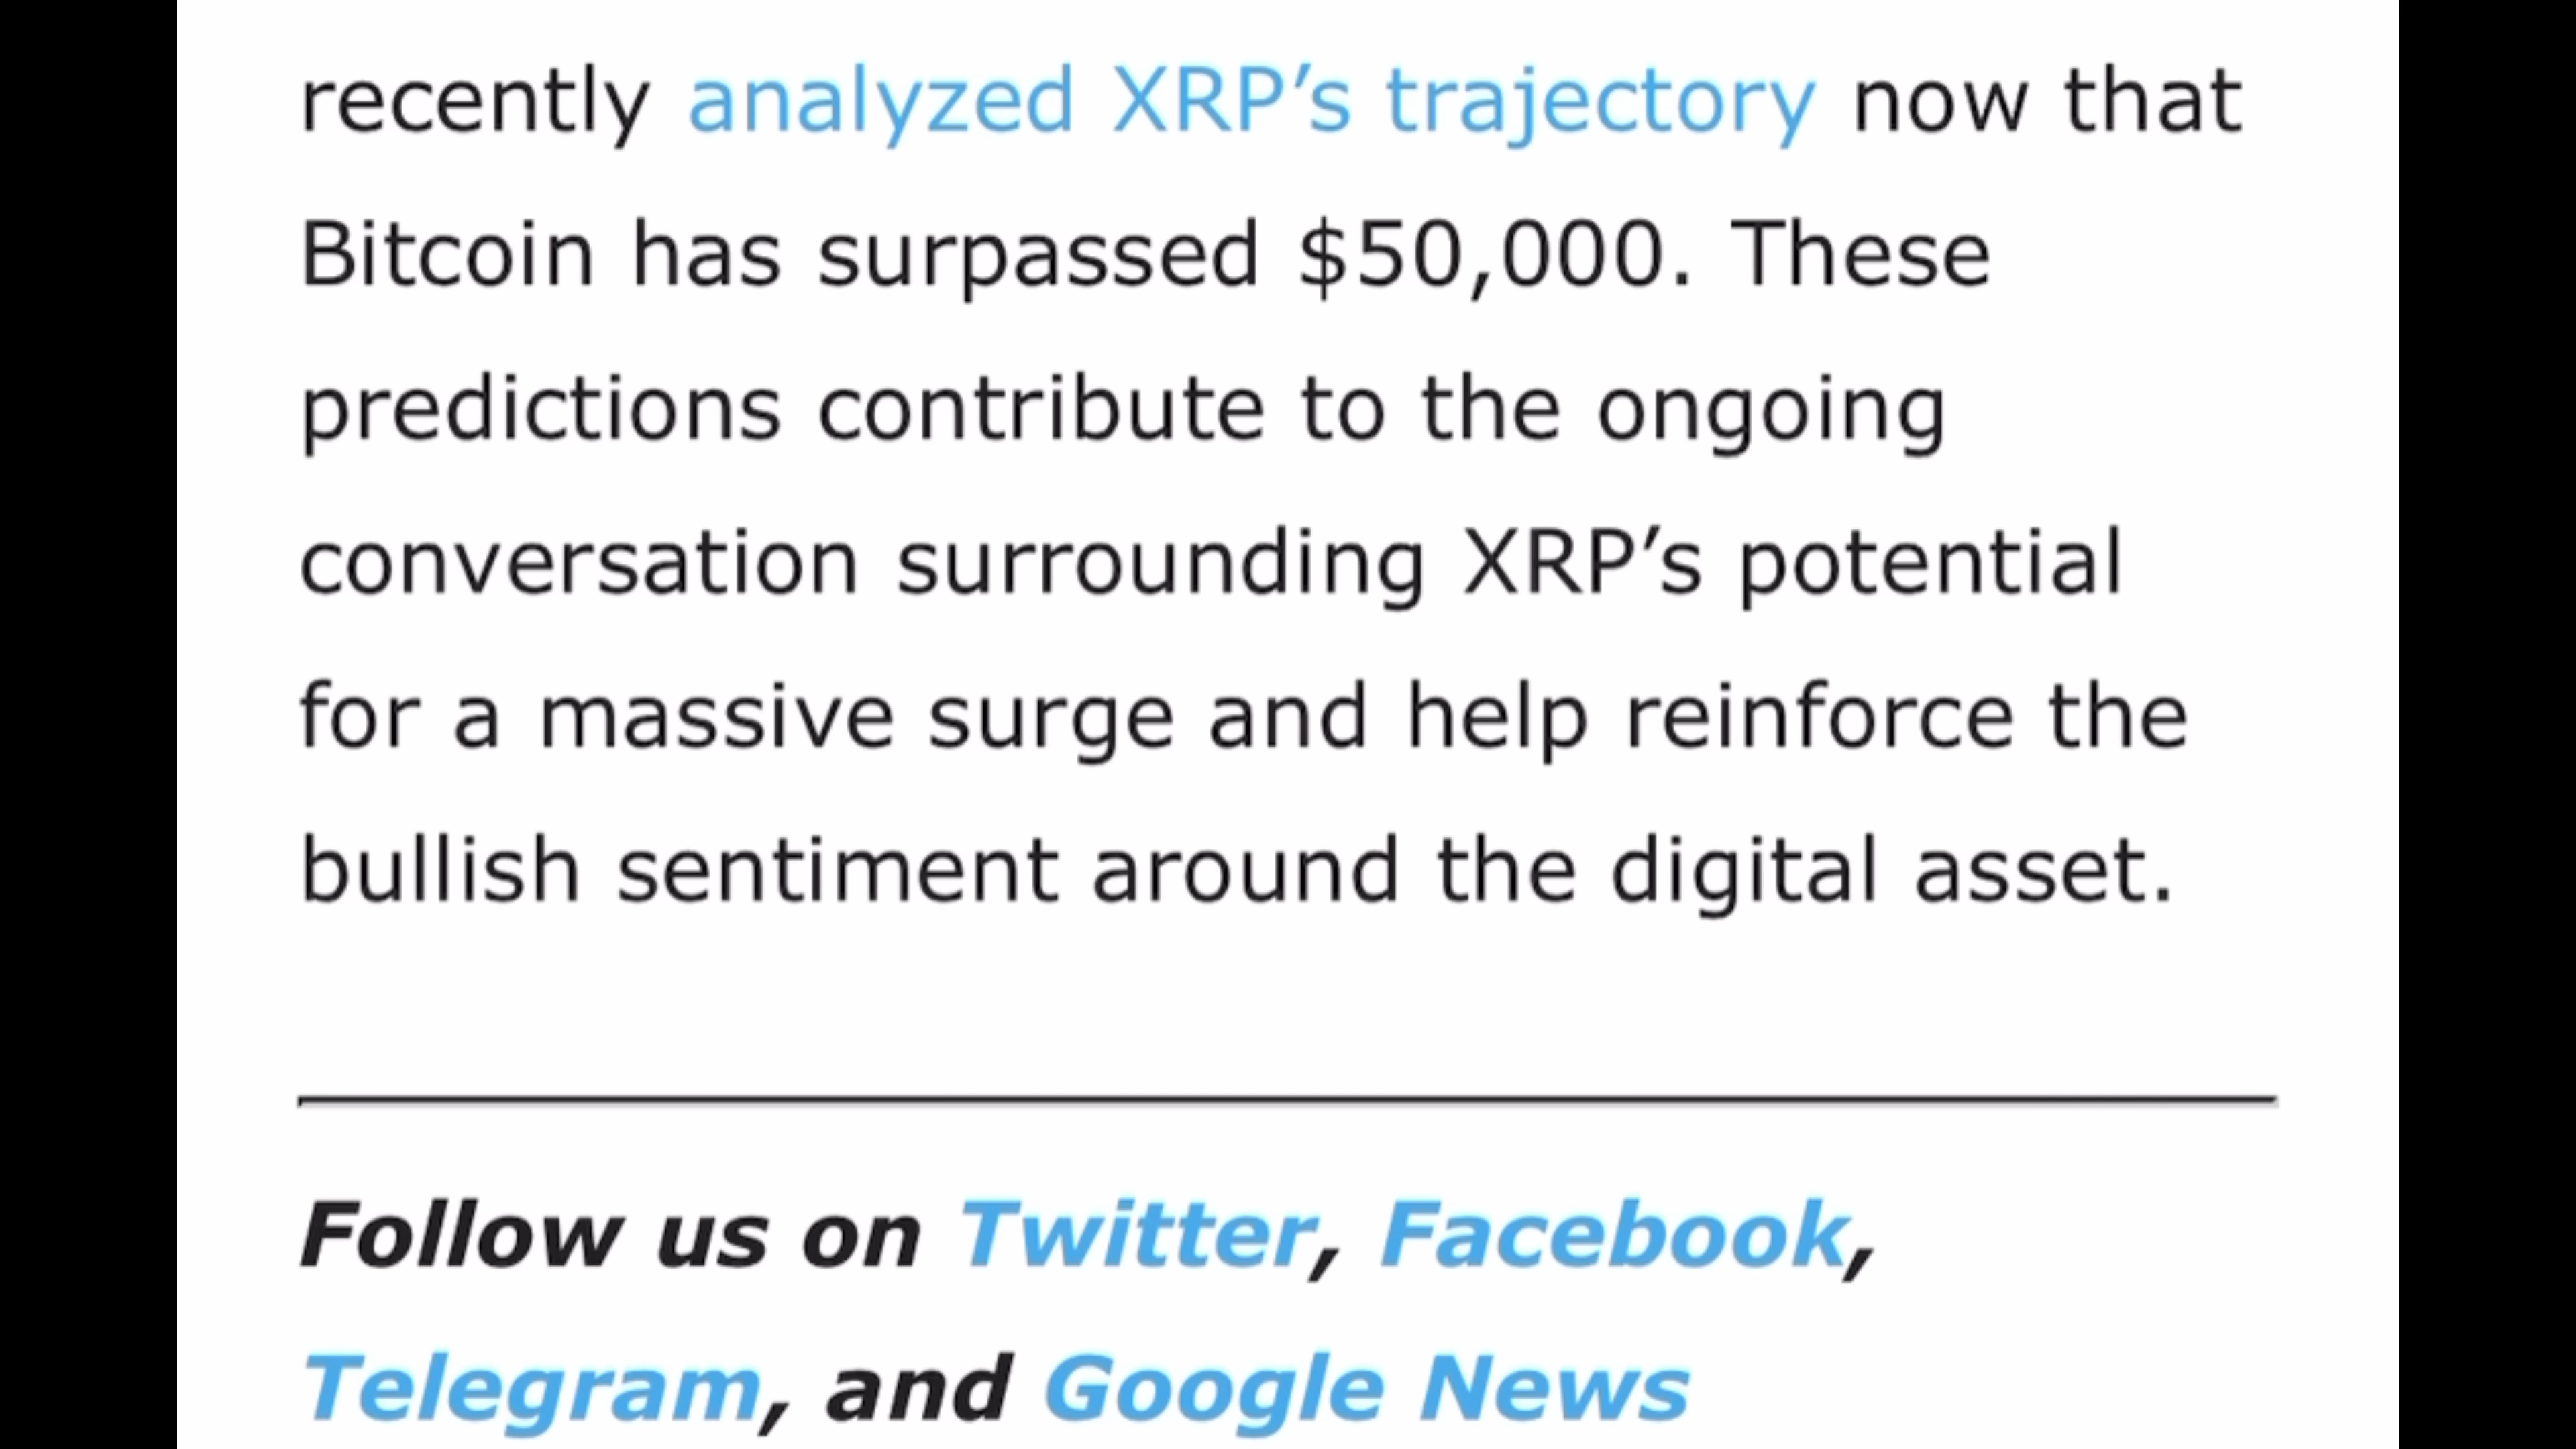 recently analyzed XRP’s trajectory now that
Bitcoin has surpassed $50,000. These
predictions contribute to the ongoing
conversation surrounding XRP’s potential
for a massive surge and help reinforce the
bullish sentiment around the digital asset.
Follow us on Twitter, Facebook,
Telegram, and Google News